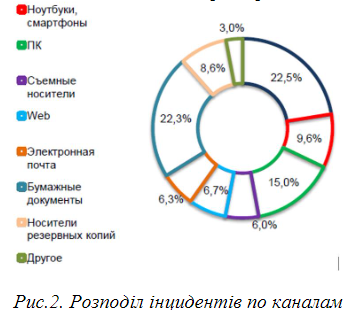 Ноутбуки,
смартфоны
ПК
Съемные
носители
Web
Электронная
почта
Бумажные
документы
Носители
резервных копий
Другое
3,0%
8,6%
22,5%
22,3%
9,6%
15,0%
6,3%
6,7%
6,0%
Рис.2. Розподіл інцидентів по каналам